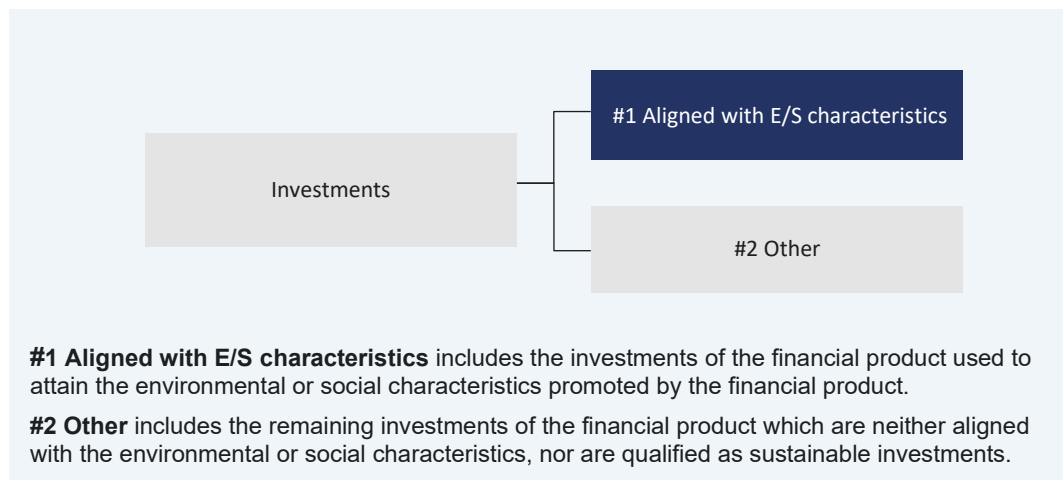 #1 Aligned with E/S characteristics
Investments
#2 Other
#1 Aligned with E/S characteristics includes the investments of the financial product used to
attain the environmental or social characteristics promoted by the financial product.
#2 Other includes the remaining investments of the financial product which are neither aligned
with the environmental or social characteristics, nor are qualified as sustainable investments.